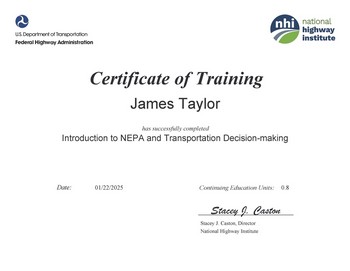 U.S. Department of Transportation
Federal Highway Administration
nhi
national
highway
institute
Certificate of Training
James Taylor
has successfully completed
Introduction to NEPA and Transportation Decision-making
Date: 01/22/2025 Continuing Education Units: 0.8
Stacey J. Caston
Stacey J. Caston, Director
National Highway Institute